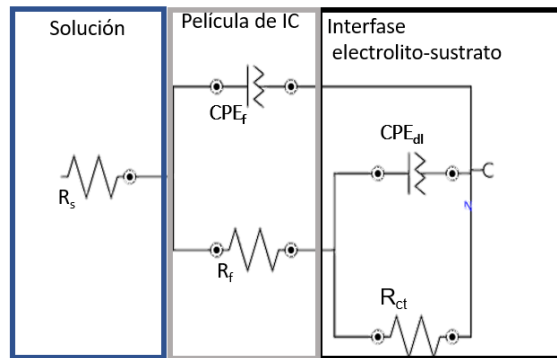 Solución
Película de IC
Interfase
electrolito-sustrato
CPEf
CPEdl
Rs
Rf
Rct